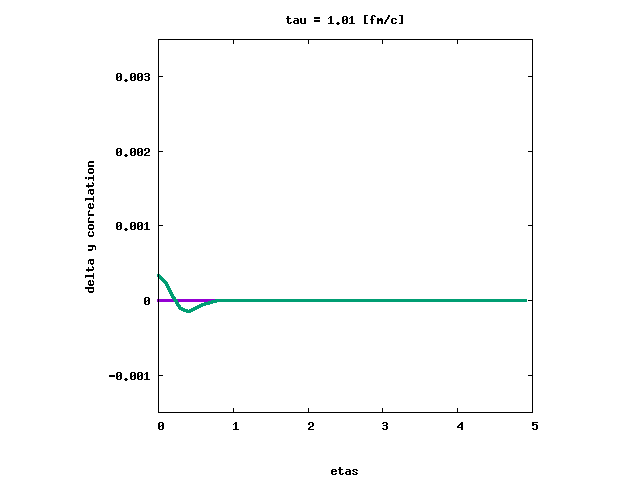 tau = 1.01 [fm/c]
0.003
0.002
0.001
0
-0.001
delta y correlation
0 1 2 3 4 5
etas